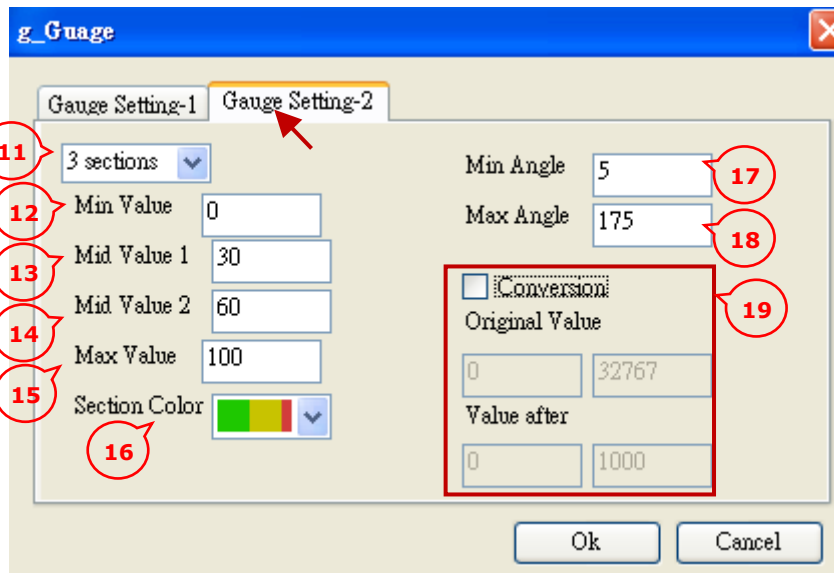 g_Guage
Gauge Setting-1 Gauge Setting-2
11 3 sections
12 Min Value 0
13 Mid Value 1 30
14 Mid Value 2 60
15 Max Value 100
16 Section Color
Min Angle 5 17
Max Angle 175 18
Conversion 19
Original Value
0 32767
Value after
0 1000
Ok Cancel